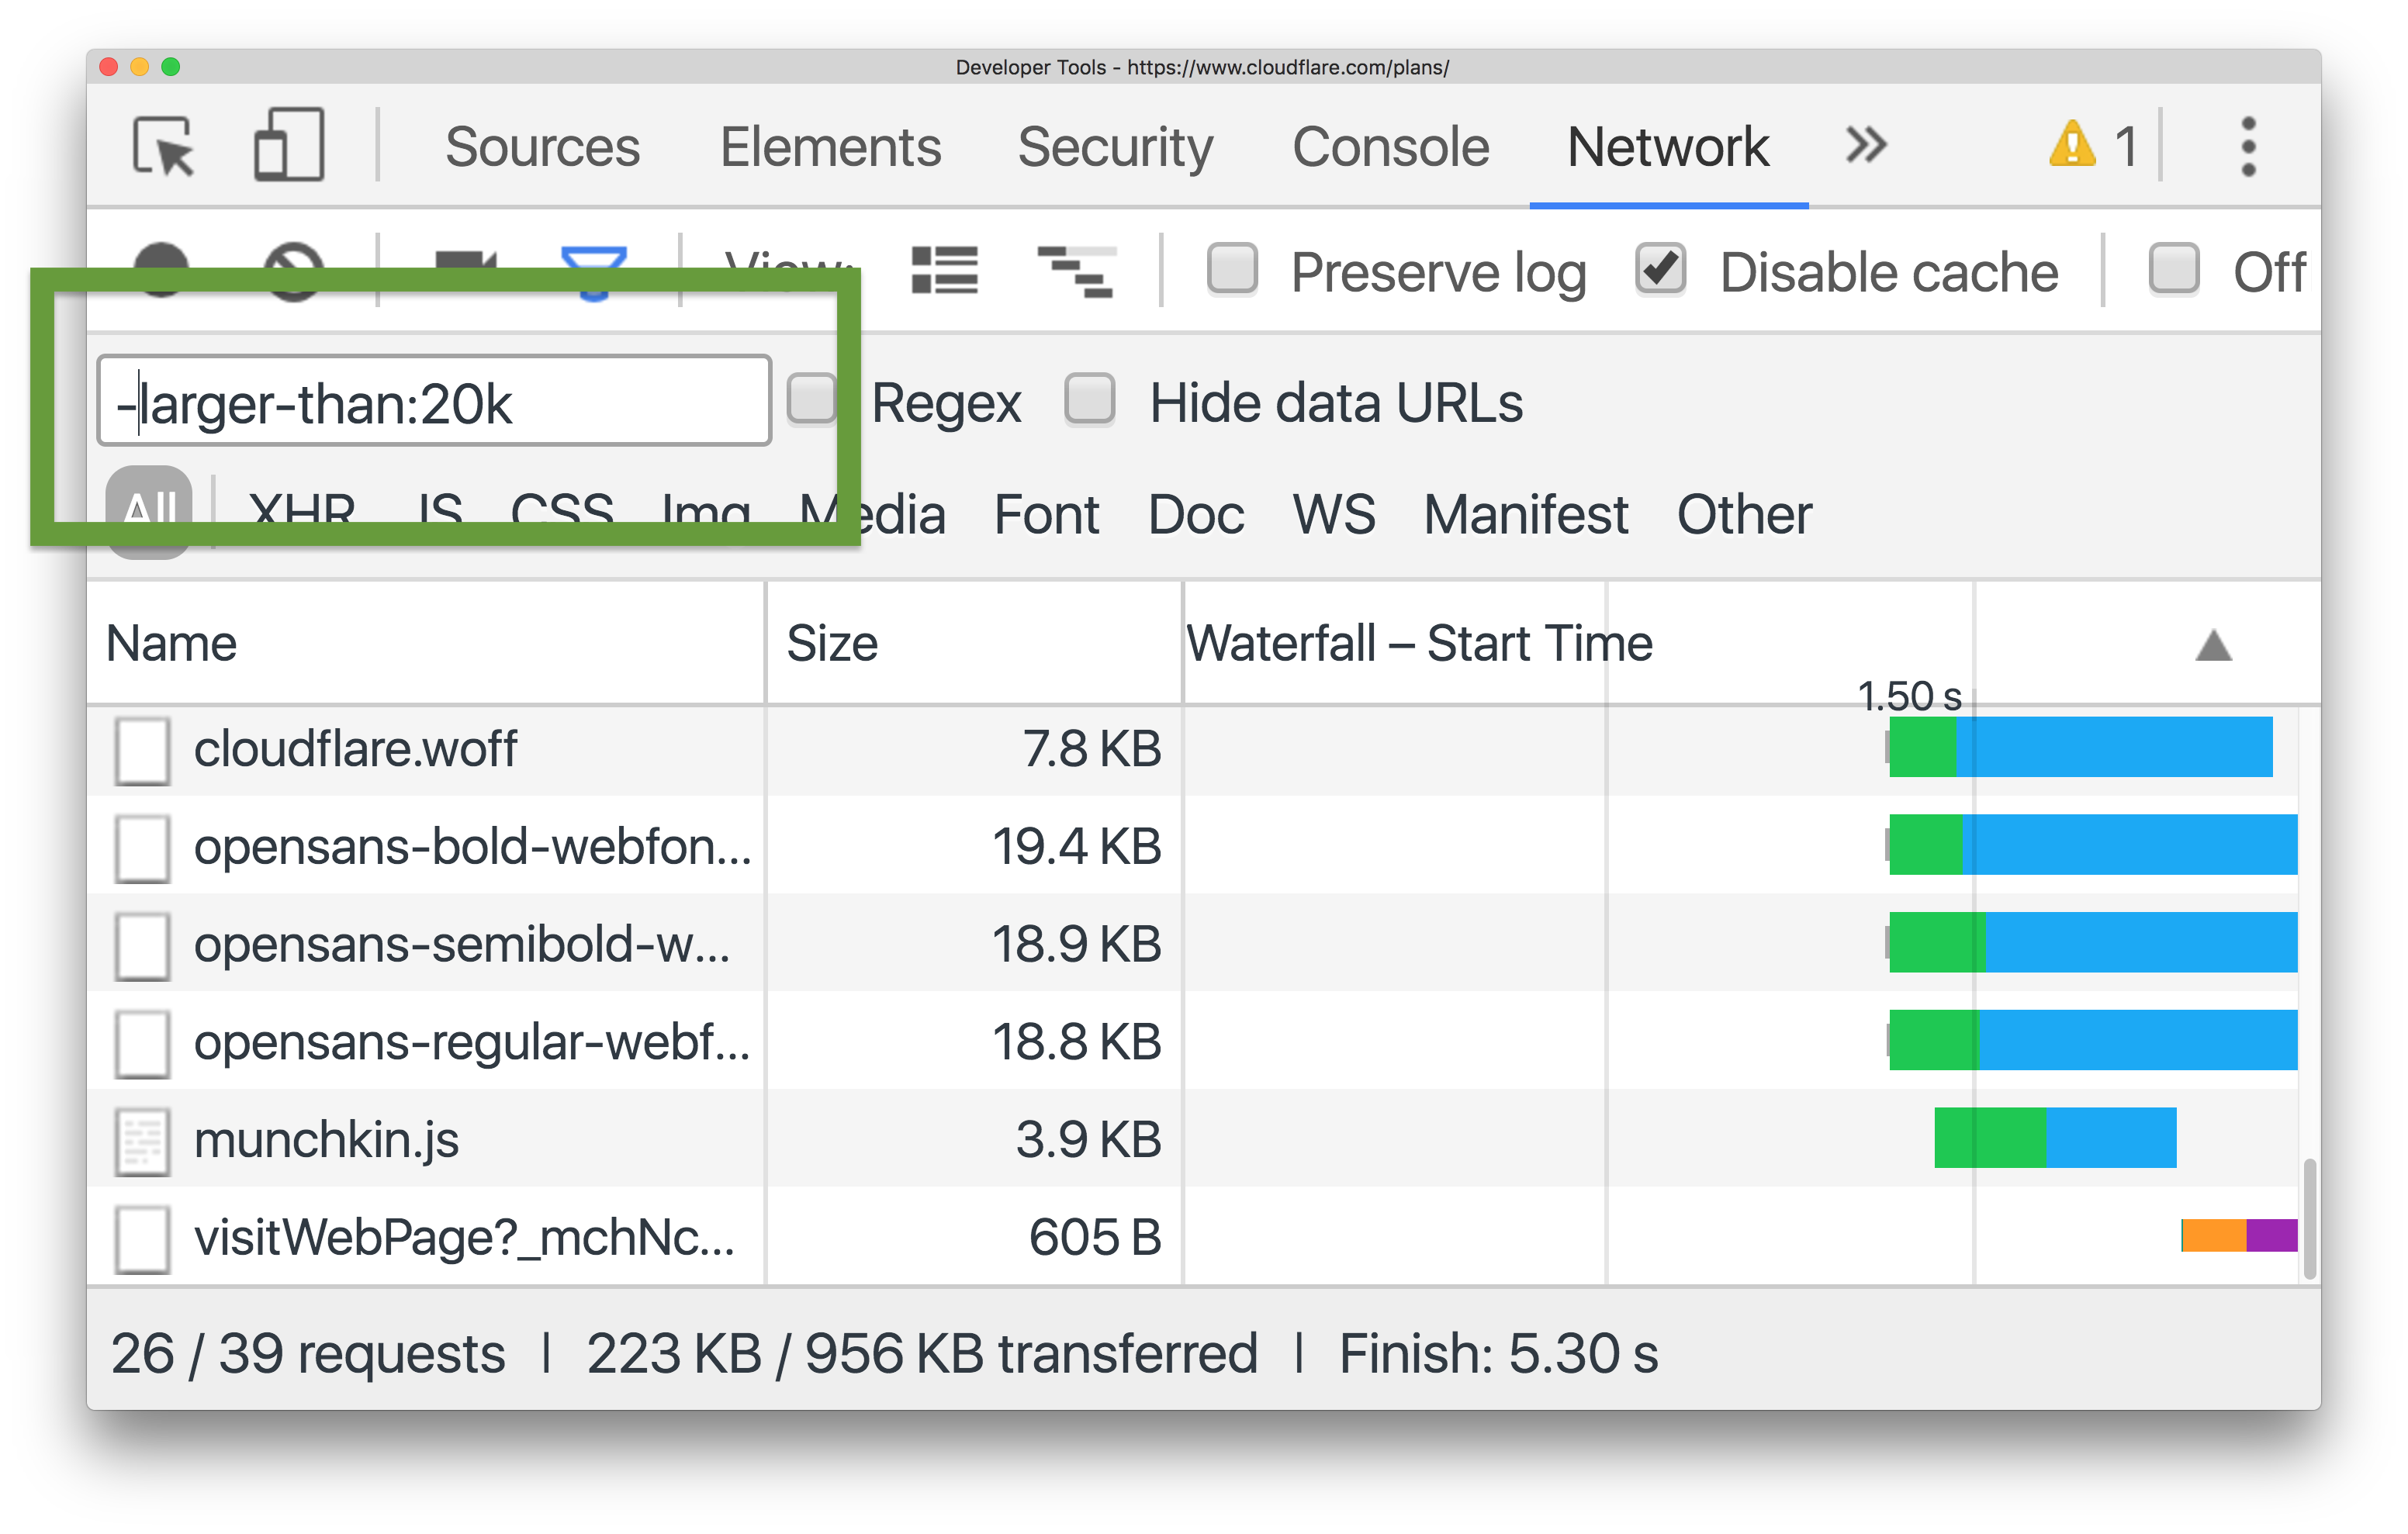 Developer Tools - https://www.cloudflare.com/plans/
Sources Elements Security Console Network » 1
View: Preserve log Disable cache Off
-larger-than:20k Regex Hide data URLs
All XHR JS CSS Img Media Font Doc WS Manifest Other
Name Size Waterfall – Start Time
1.50 s
cloudflare.woff 7.8 KB
opensans-bold-webfon... 19.4 KB
opensans-semibold-w... 18.9 KB
opensans-regular-webf... 18.8 KB
munchkin.js 3.9 KB
visitWebPage?_mchNc... 605 B
26 / 39 requests | 223 KB / 956 KB transferred | Finish: 5.30 s